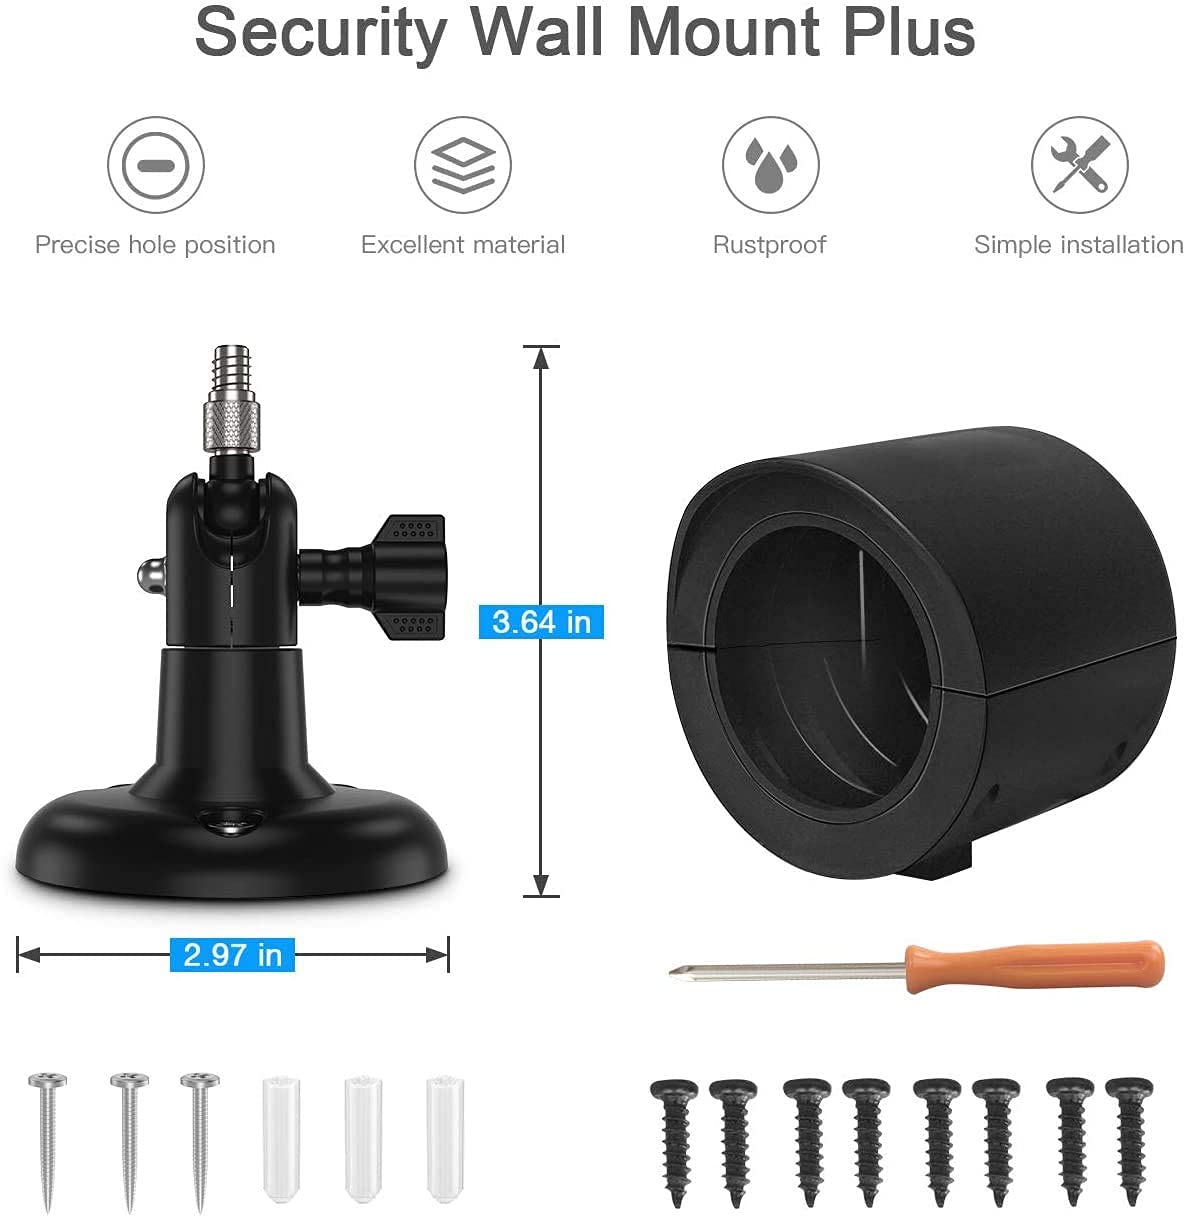 Security Wall Mount Plus
Precise hole position
Excellent material
Rustproof
Simple installation
3.64 in
2.97 in